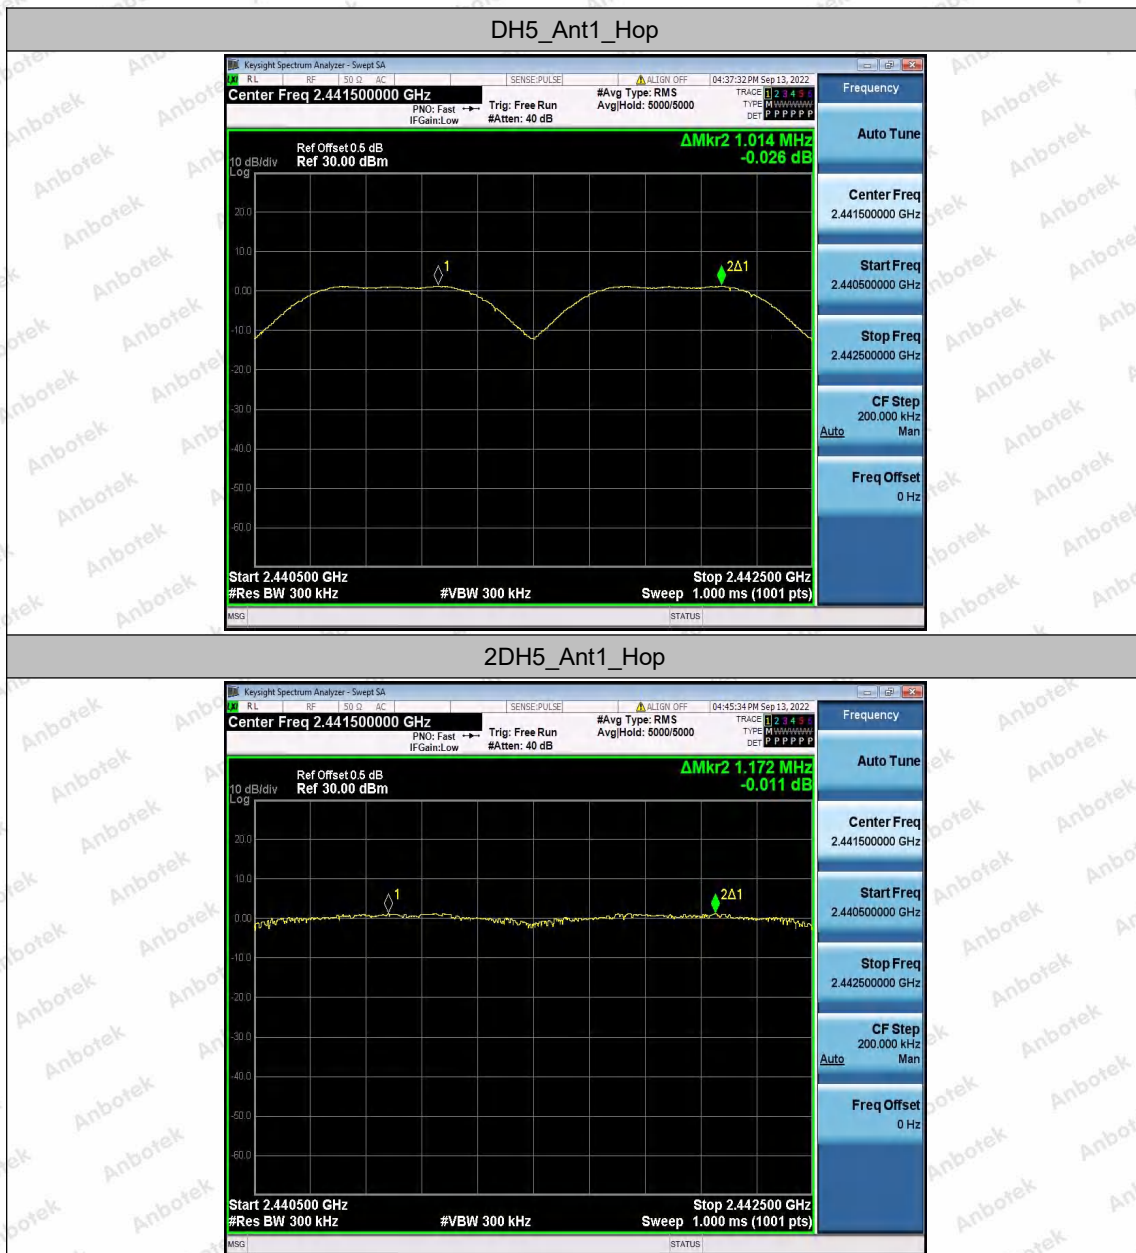 DH5_Ant1_Hop
Keysight Spectrum Analyzer - Swept SA
RL RF 50 Ω AC SENSE:PULSE ALIGN OFF 04:37:32 PM Sep 13, 2022
Center Freq 2.441500000 GHz
PNO: Fast
IFGain:Low
Trig: Free Run
#Atten: 40 dB
#Avg Type: RMS
Avg|Hold: 5000/5000
TRACE 1 2 3 4 5 6
TYPE M WWWWW
DET P P P P P P
ΔMkr2 1.014 MHz
-0.026 dB
Ref Offset 0.5 dB
10 dB/div Ref 30.00 dBm
Log
20.0
10.0
0.00
-10.0
-20.0
-30.0
-40.0
-50.0
-60.0
1
2Δ1
Start 2.440500 GHz
Stop 2.442500 GHz
#Res BW 300 kHz
#VBW 300 kHz
Sweep 1.000 ms (1001 pts)
MSG
STATUS
Frequency
Auto Tune
Center Freq
2.441500000 GHz
Start Freq
2.440500000 GHz
Stop Freq
2.442500000 GHz
CF Step
200.000 kHz
Auto Man
Freq Offset
0 Hz
2DH5_Ant1_Hop
Keysight Spectrum Analyzer - Swept SA
RL RF 50 Ω AC SENSE:PULSE ALIGN OFF 04:45:34 PM Sep 13, 2022
Center Freq 2.441500000 GHz
PNO: Fast
IFGain:Low
Trig: Free Run
#Atten: 40 dB
#Avg Type: RMS
Avg|Hold: 5000/5000
TRACE 1 2 3 4 5 6
TYPE M WWWWW
DET P P P P P P
ΔMkr2 1.172 MHz
-0.011 dB
Ref Offset 0.5 dB
10 dB/div Ref 30.00 dBm
Log
20.0
10.0
0.00
-10.0
-20.0
-30.0
-40.0
-50.0
-60.0
1
2Δ1
Start 2.440500 GHz
Stop 2.442500 GHz
#Res BW 300 kHz
#VBW 300 kHz
Sweep 1.000 ms (1001 pts)
MSG
STATUS
Frequency
Auto Tune
Center Freq
2.441500000 GHz
Start Freq
2.440500000 GHz
Stop Freq
2.442500000 GHz
CF Step
200.000 kHz
Auto Man
Freq Offset
0 Hz
Anbotek